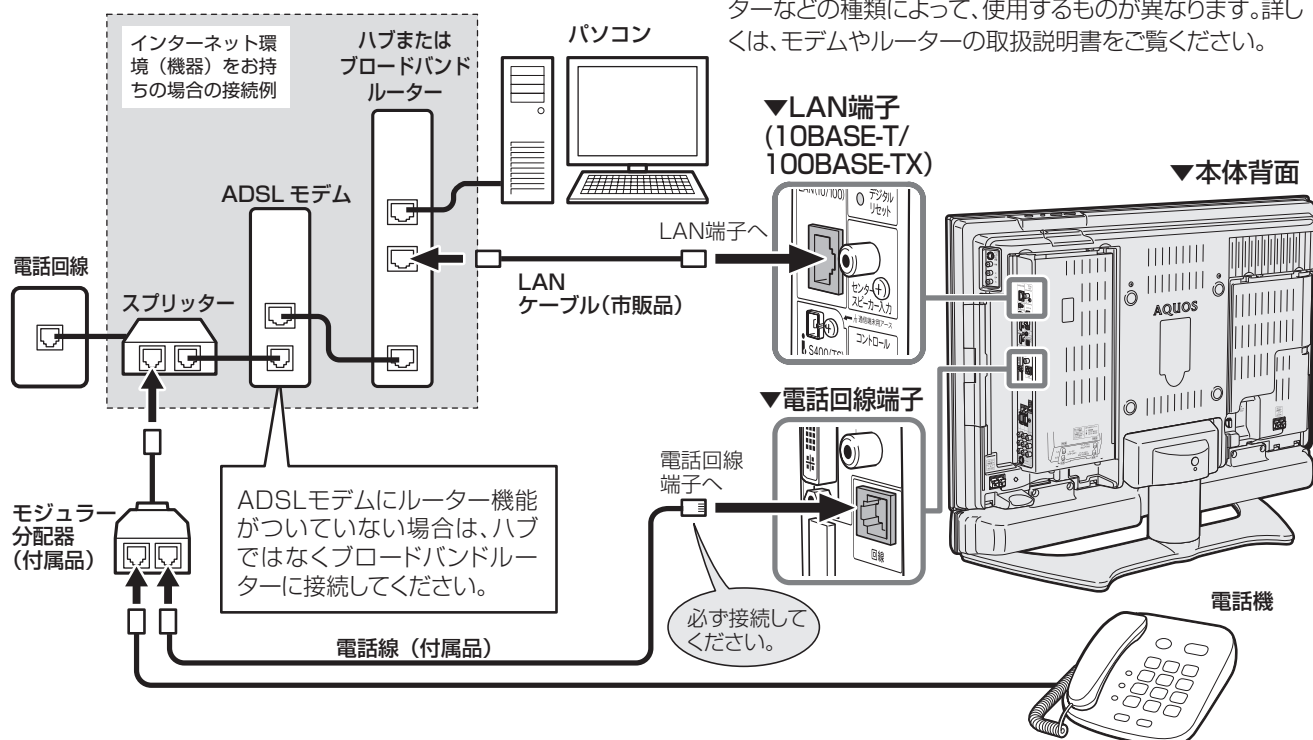 ターなどの種類によって、使用するものが異なります。詳し
くは、モデムやルーターの取扱説明書をご覧ください。
インターネット環
境（機器）をお持
ちの場合の接続例
ハブまたは
ブロードバンド
ルーター
パソコン
▼LAN端子
(10BASE-T/
100BASE-TX)
▼本体背面
ADSL モデム
LAN(10/100)
デジタル
リセット
LAN端子へ
電話回線
スプリッター
LAN
ケーブル（市販品）
センター
スピーカー入力
通信端末用アース
コントロール
i.S400/TS
AQUOS
▼電話回線端子
電話回線
端子へ
回線
モジュラー
分配器
（付属品）
ADSLモデムにルーター機能
がついていない場合は、ハブ
ではなくブロードバンドルー
ターに接続してください。
必ず接続して
ください。
電話線（付属品）
電話機